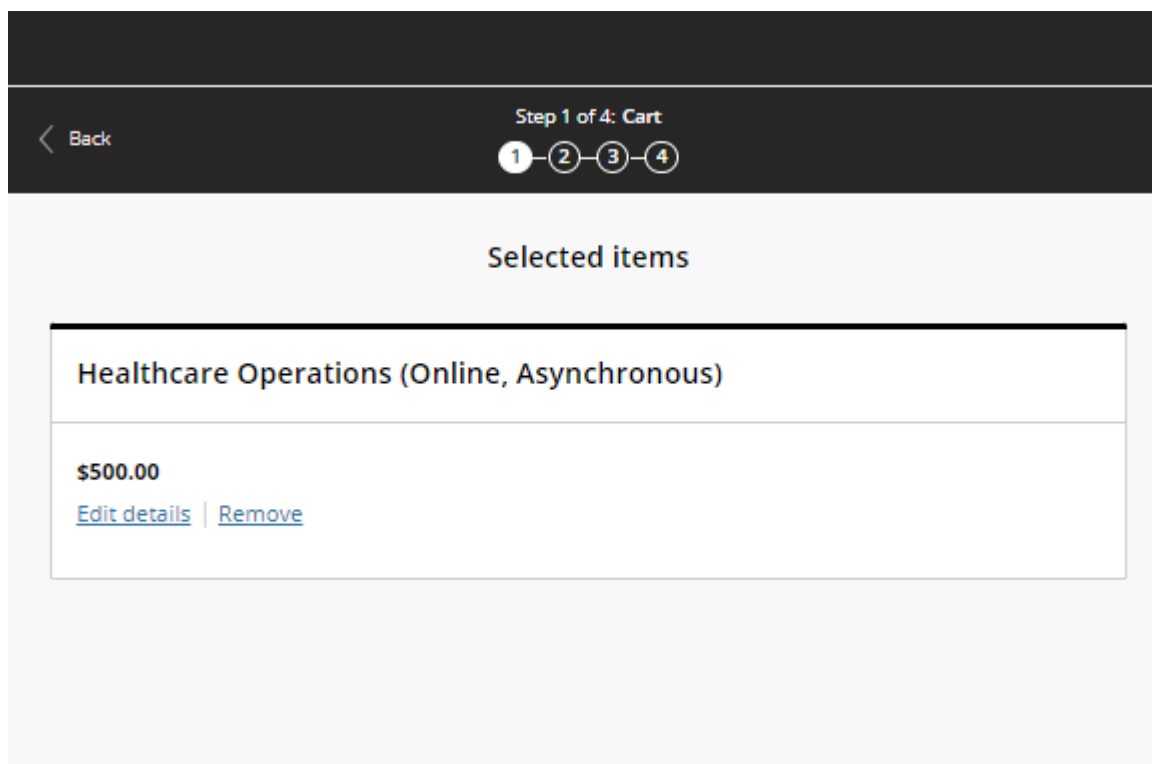 Back
Step 1 of 4: Cart
1 2 3 4
Selected items
Healthcare Operations (Online, Asynchronous)
$500.00
Edit details | Remove